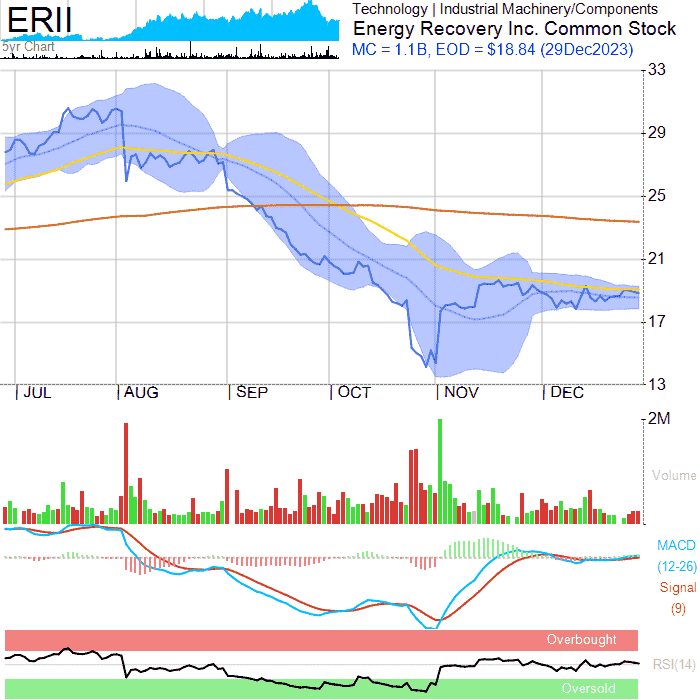 ERII
5yr Chart
Technology | Industrial Machinery/Components
Energy Recovery Inc. Common Stock
MC = 1.1B, EOD = $18.84 (29Dec2023)
33
29
25
21
17
13
JUL AUG SEP OCT NOV DEC
2M
Volume
MACD
(12-26)
Signal
(9)
Overbought
RSI(14)
Oversold